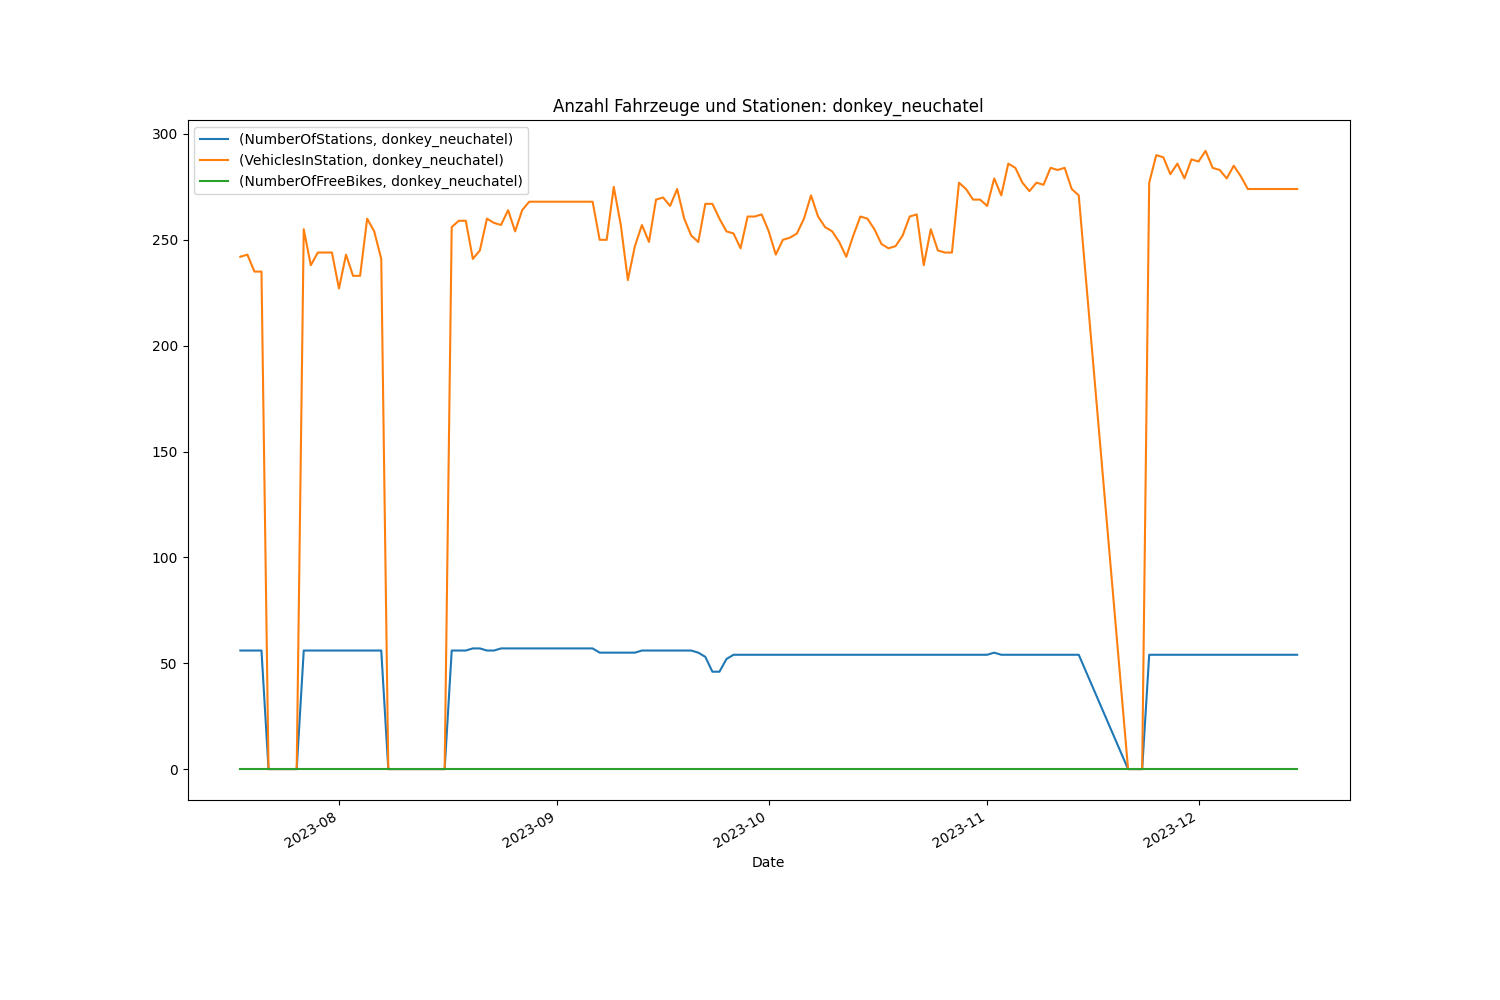 Anzahl Fahrzeuge und Stationen: donkey_neuchatel
(NumberOfStations, donkey_neuchatel)
(VehiclesInStation, donkey_neuchatel)
(NumberOfFreeBikes, donkey_neuchatel)
300
250
200
150
100
50
0
2023-08
2023-09
2023-10
2023-11
2023-12
Date